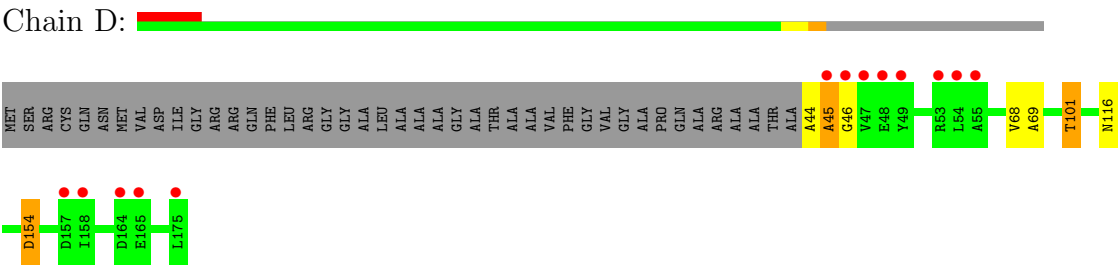 Chain D:
MET SER ARG CYS GLN ASN MET VAL ASP ILE GLY ARG ARG GLN PHE LEU ARG GLY GLY ALA LEU ALA ALA ALA ALA GLY ALA THR ALA ALA VAL PHE GLY VAL GLY ALA PRO GLN ALA ARG ALA ALA THR ALA A44 A45 G46 V47 E48 Y49 R53 L54 A55 V68 A69 T101 N116
D154 D157 I158 D164 E165 L175